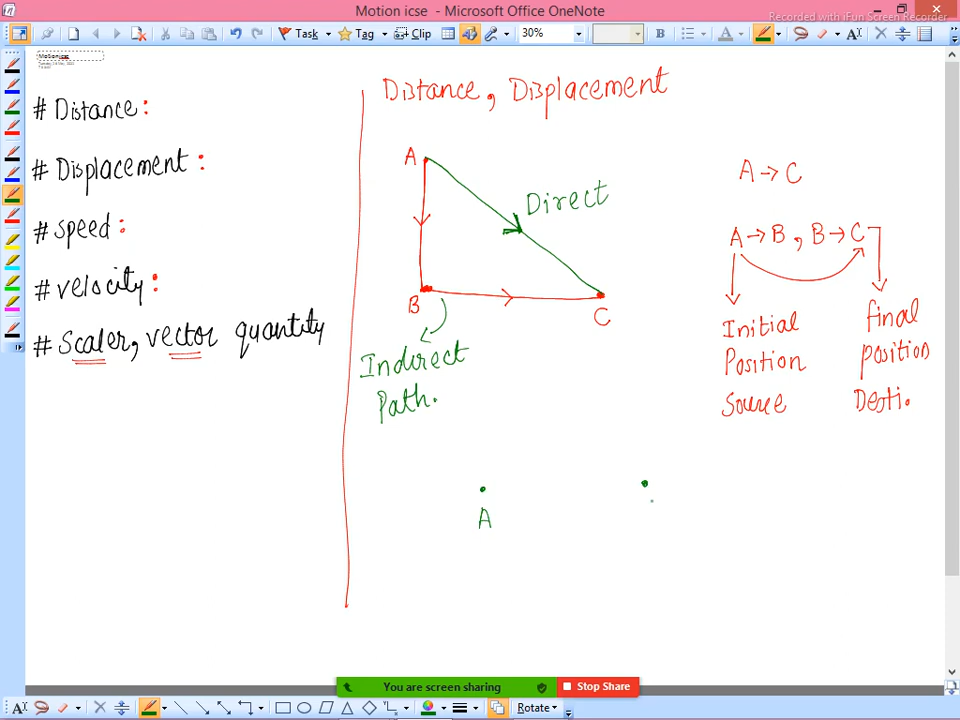 Motion icse - Microsoft Office OneNote
Recorded with iFun Screen Recorder
Task
Tag
Clip
30%
B
A
Motion icse
# Distance:
# Displacement:
# speed:
# velocity:
# Scaler, vector quantity
Distance, Displacement
A
Direct
B
C
Indirect
Path.
A → C
A → B, B → C
Initial
Position
Source
final
position
Desti.
A
You are screen sharing
Stop Share
Rotate